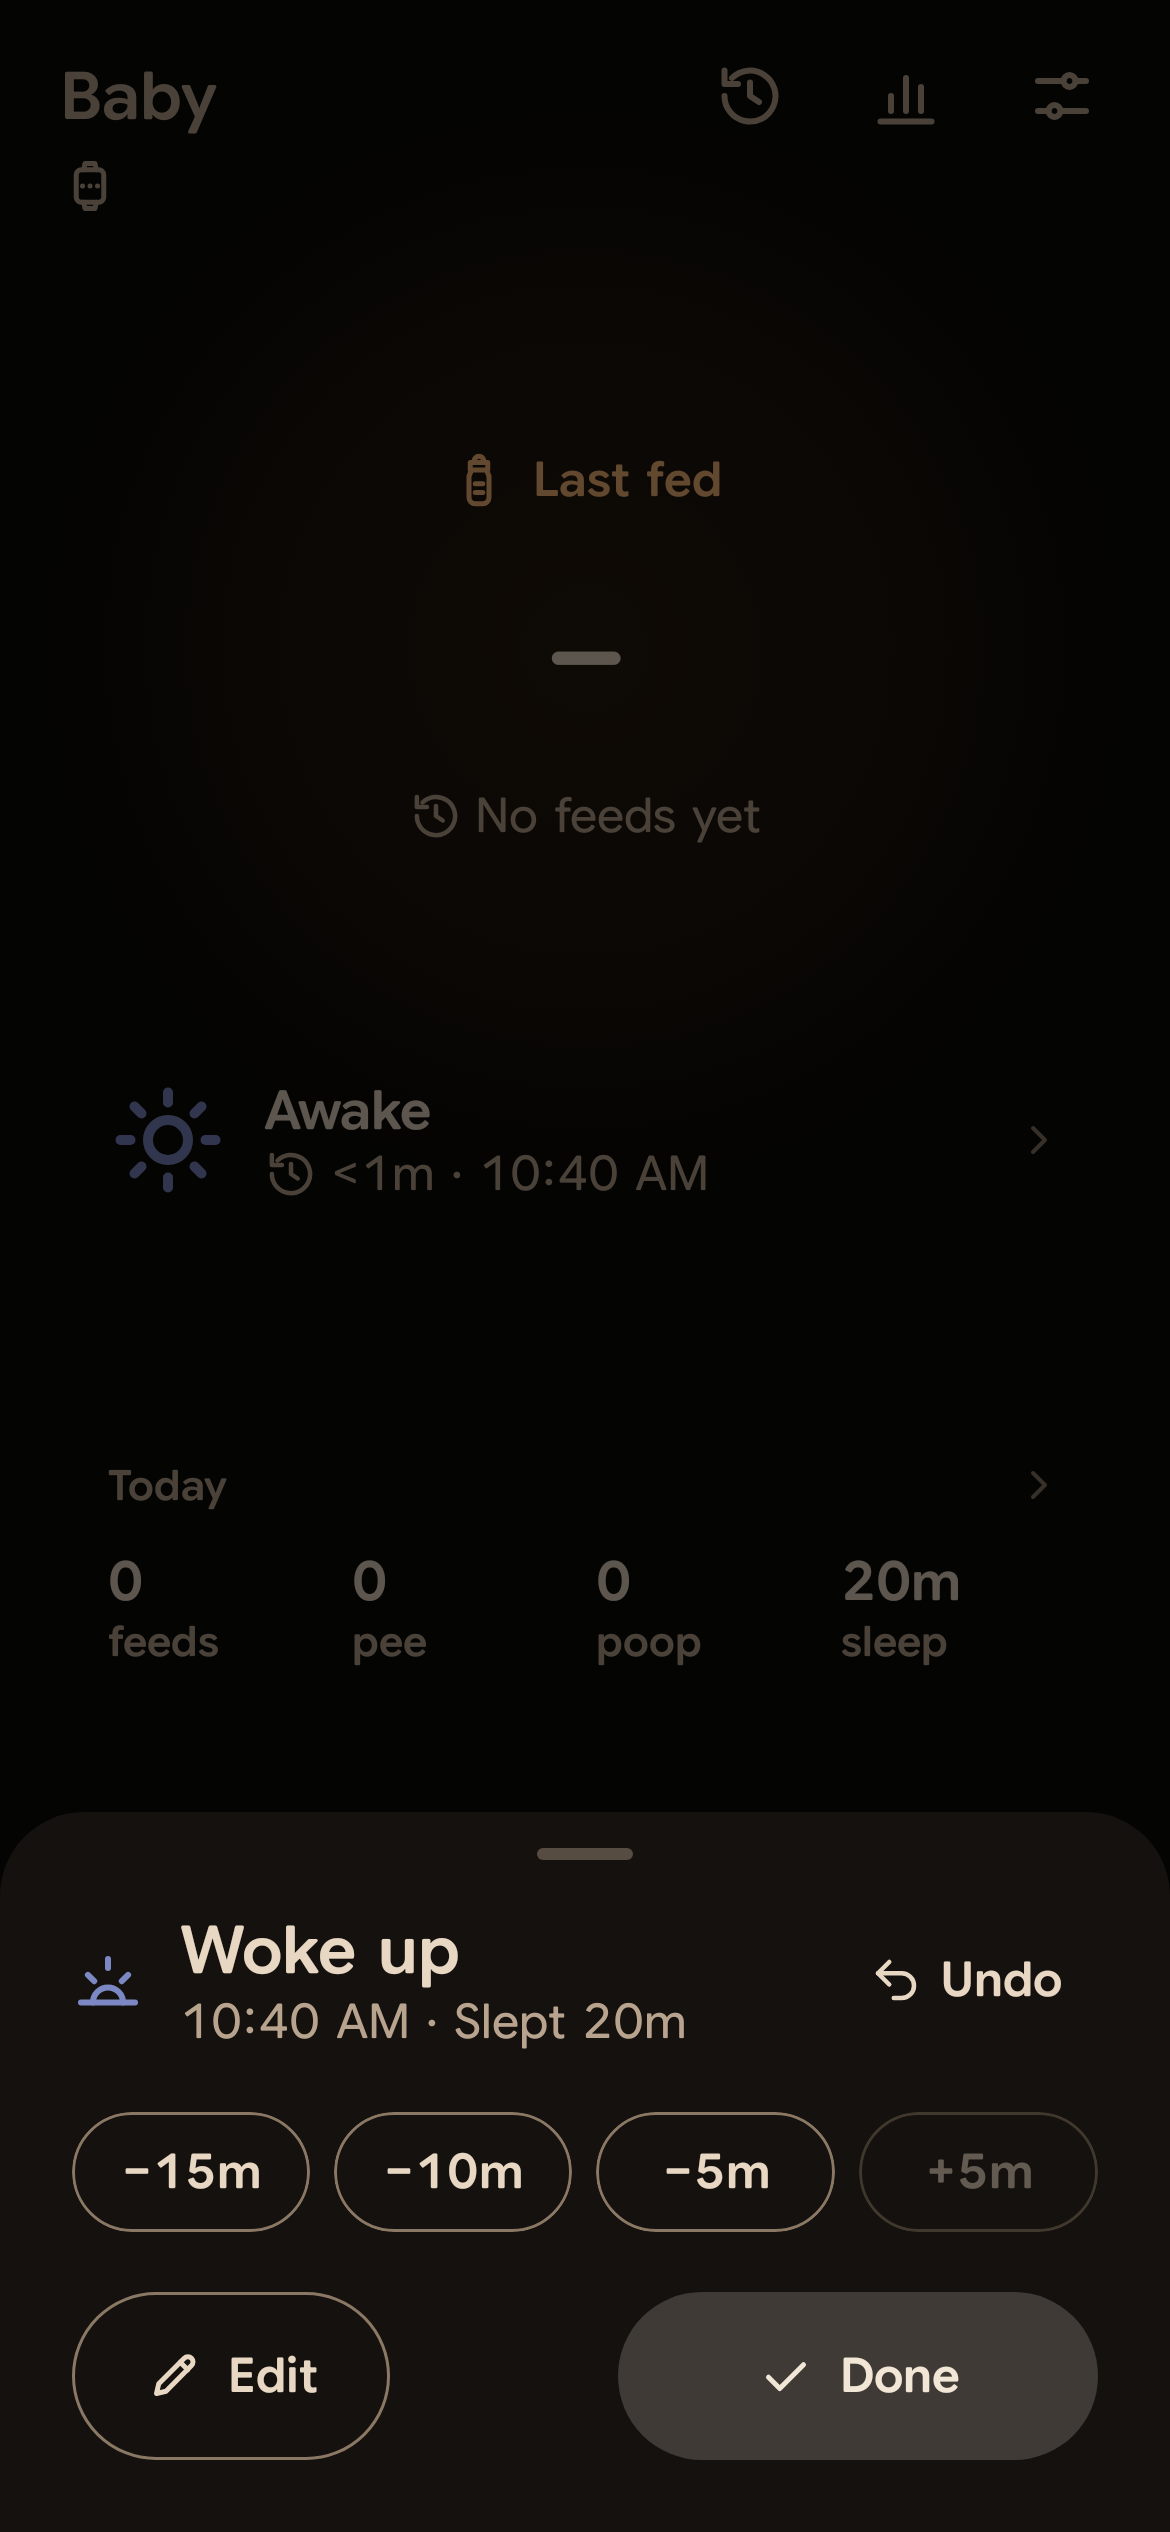 Baby
Last fed
–
No feeds yet
Awake
<1m · 10:40 AM
Today
0 0 0 20m
feeds pee poop sleep
Woke up
10:40 AM · Slept 20m
Undo
−15m −10m −5m +5m
Edit
Done